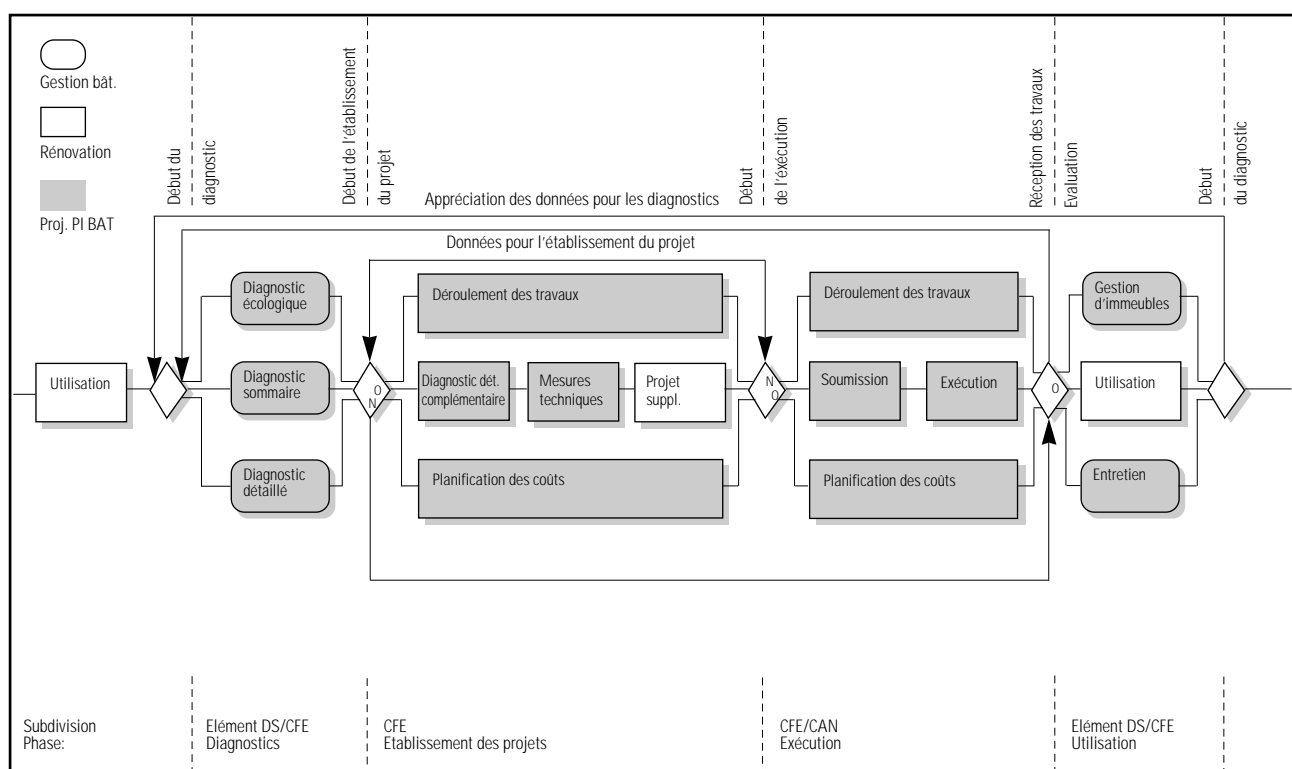 Gestion bât.
Rénovation
Proj. PI BAT
Début du
diagnostic
Début de l'établissement
du projet
Début
de l'éxécution
Réception des travaux
Evaluation
Début
du diagnostic
Appréciation des données pour les diagnostics
Données pour l'établissement du projet
Utilisation
Diagnostic
écologique
Diagnostic
sommaire
Diagnostic
détaillé
O
N
Déroulement des travaux
Diagnostic dét.
complémentaire
Mesures
techniques
Projet
suppl.
Planification des coûts
N
O
Déroulement des travaux
Soumission
Exécution
Planification des coûts
O
Gestion
d'immeubles
Utilisation
Entretien
Subdivision
Phase:
Elément DS/CFE
Diagnostics
CFE
Etablissement des projets
CFE/CAN
Exécution
Elément DS/CFE
Utilisation